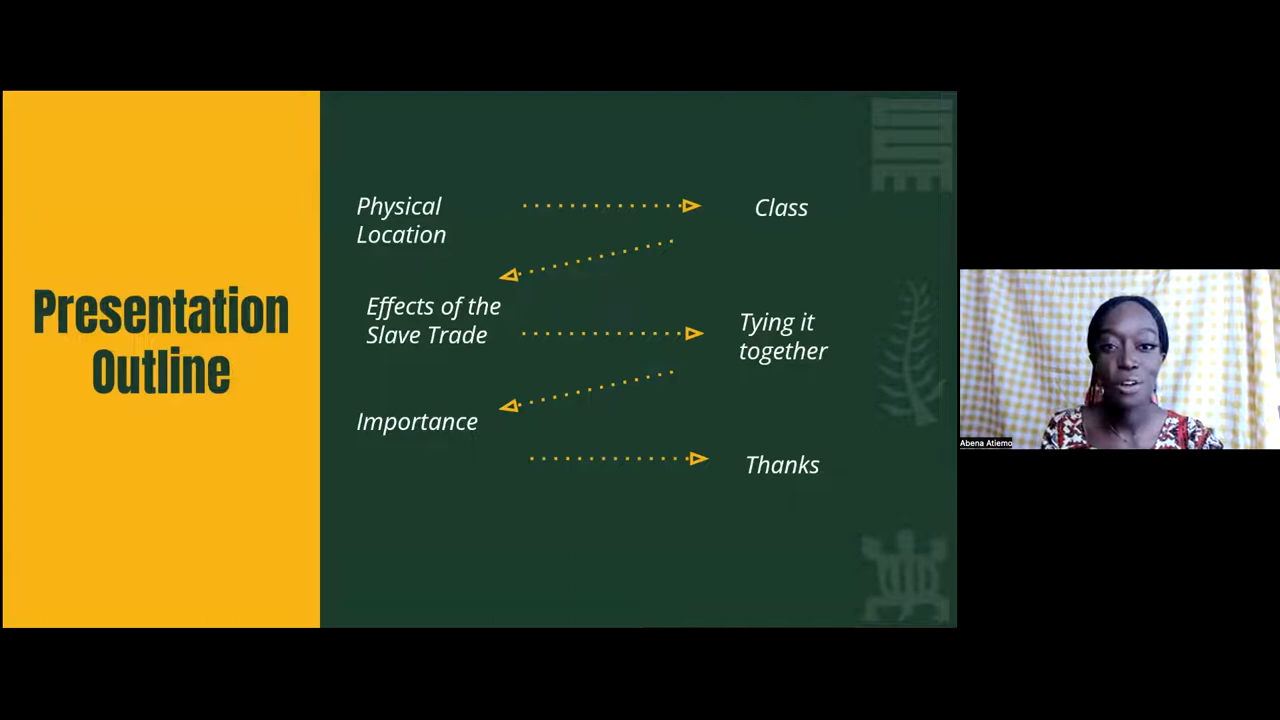 Presentation
Outline
Physical
Location
Class
Effects of the
Slave Trade
Tying it
together
Importance
Thanks
Abena Atiemo